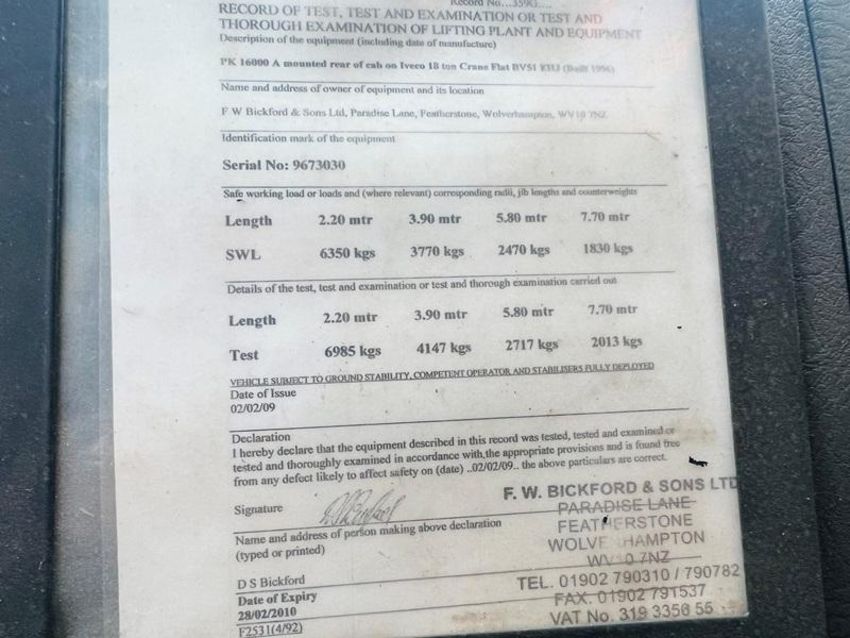 Record No...359G....
RECORD OF TEST, TEST AND EXAMINATION OR TEST AND
THOROUGH EXAMINATION OF LIFTING PLANT AND EQUIPMENT
Description of the equipment (including date of manufacture)
PK 16000 A mounted rear of cab on Iveco 18 ton Crane Flat (Built 1996)
Name and address of owner of equipment and its location
F W Bickford & Sons Ltd, Paradise Lane, Featherstone, Wolverhampton, WV10 7NZ
Identification mark of the equipment
Serial No: 9673030
Safe working load or loads and (where relevant) corresponding radii, jib lengths and counterweights
Length 2.20 mtr 3.90 mtr 5.80 mtr 7.70 mtr
SWL 6350 kgs 3770 kgs 2470 kgs 1830 kgs
Details of the test, test and examination or test and thorough examination carried out
Length 2.20 mtr 3.90 mtr 5.80 mtr 7.70 mtr
Test 6985 kgs 4147 kgs 2717 kgs 2013 kgs
VEHICLE SUBJECT TO GROUND STABILITY, COMPETENT OPERATOR AND STABILISERS FULLY DEPLOYED
Date of Issue
02/02/09
Declaration
I hereby declare that the equipment described in this record was tested, tested and examined or
tested and thoroughly examined in accordance with the appropriate provisions and is found free
from any defect likely to affect safety on (date) ..02/02/09.. the above particulars are correct.
Signature
Name and address of person making above declaration
(typed or printed)
D S Bickford
Date of Expiry
28/02/2010
F2531(4/92)
F. W. BICKFORD & SONS LTD
PARADISE LANE
FEATHERSTONE
WOLVERHAMPTON
WV10 7NZ
TEL. 01902 790310 / 790782
FAX. 01902 791537
VAT No. 319 3356 55